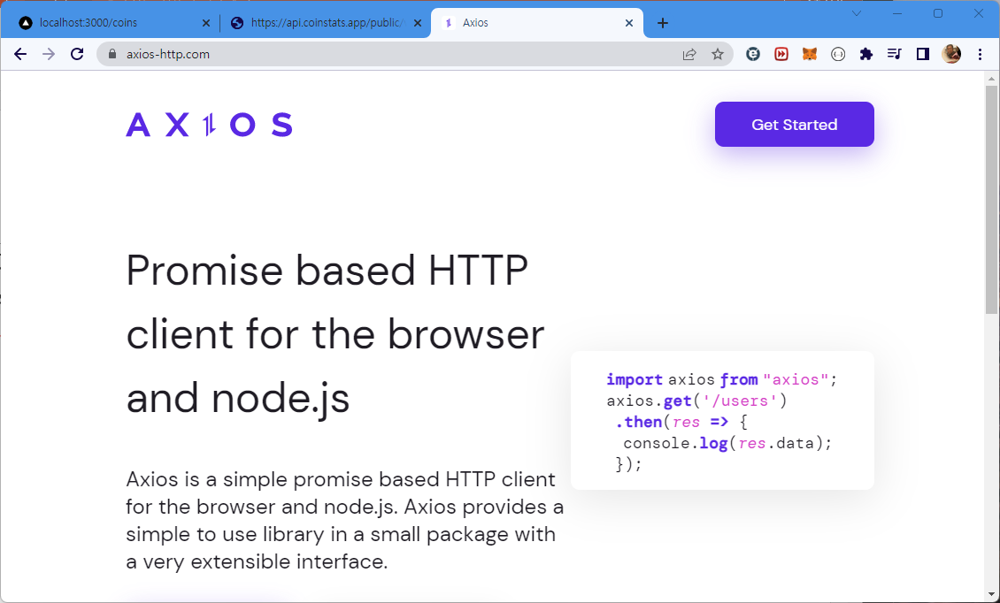 localhost:3000/coins
https://api.coinstats.app/public/
Axios
axios-http.com
AXIOS
Get Started
Promise based HTTP
client for the browser
and node.js
import axios from "axios";
axios.get('/users')
.then(res => {
console.log(res.data);
});
Axios is a simple promise based HTTP client
for the browser and node.js. Axios provides a
simple to use library in a small package with
a very extensible interface.